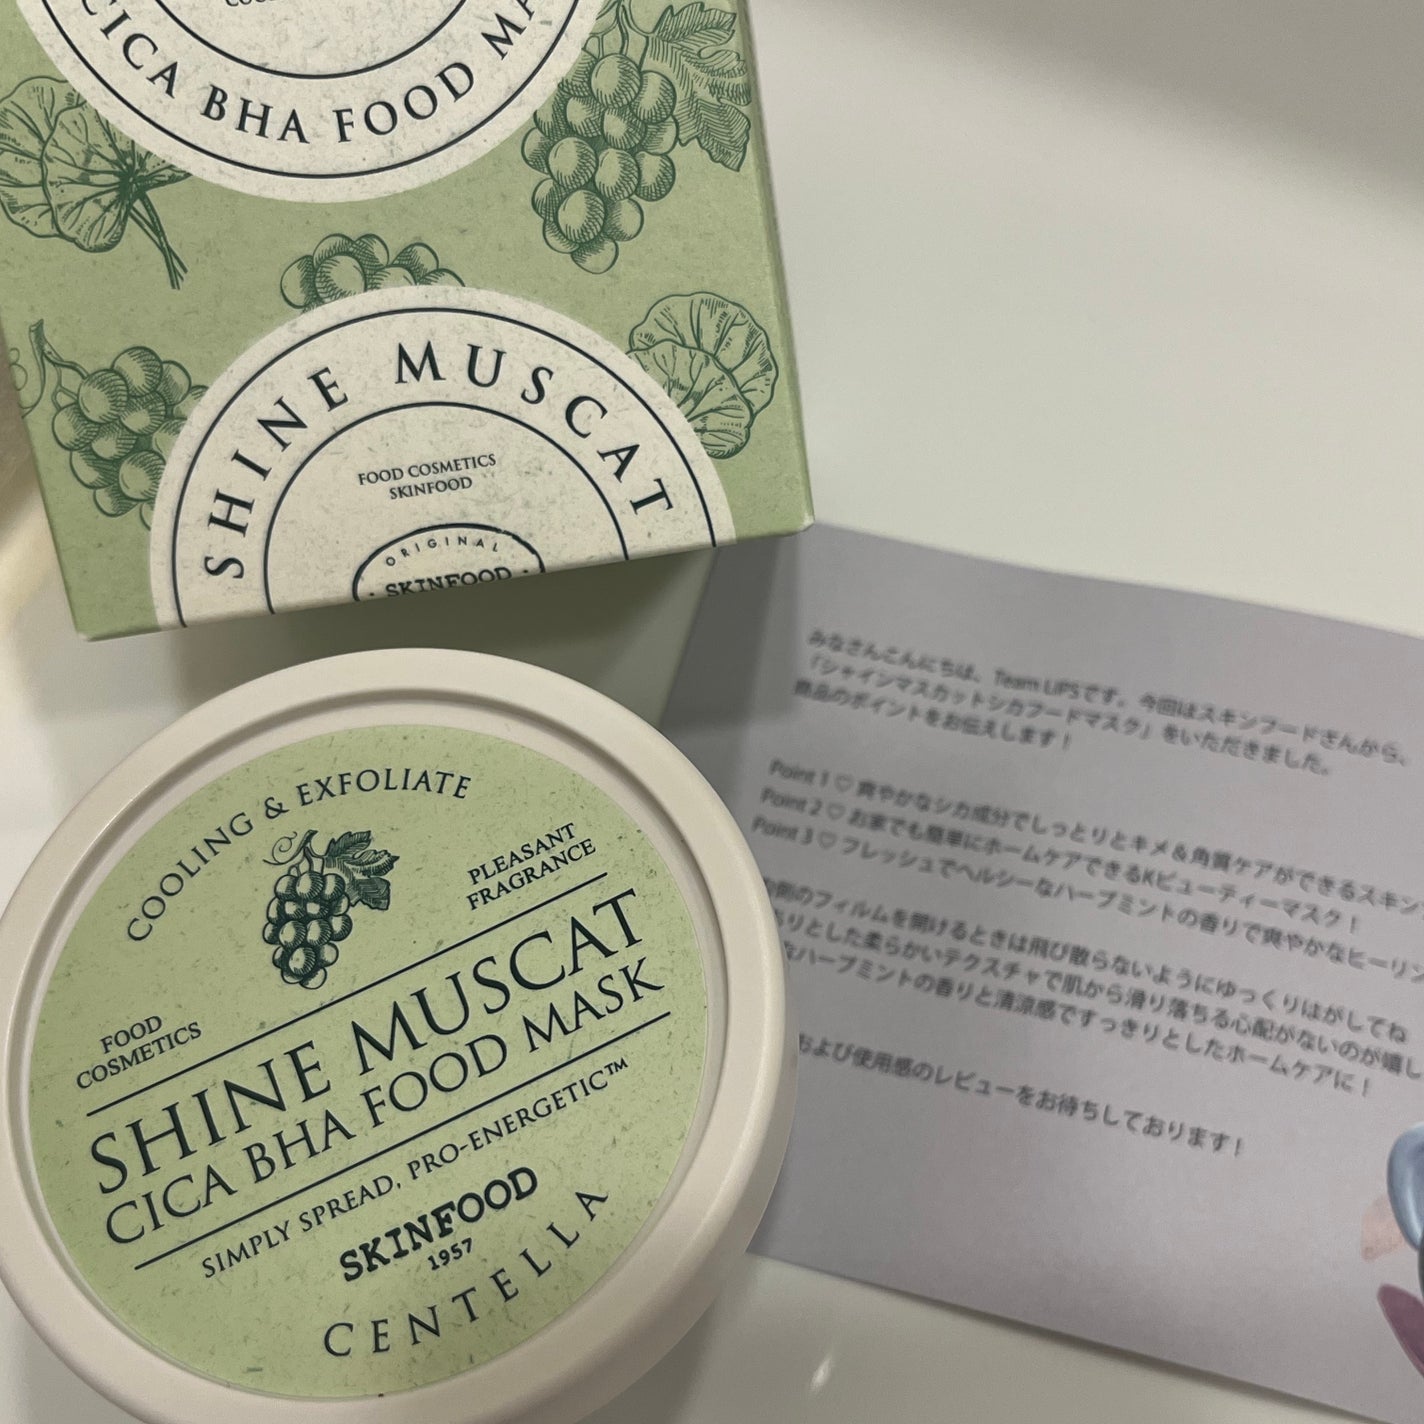 CICA BHA FOOD
SHINE MUSCAT
FOOD COSMETICS
SKINFOOD
ORIGINAL
SKINFOOD
COOLING & EXFOLIATE
PLEASANT
FRAGRANCE
FOOD
COSMETICS
SHINE MUSCAT
CICA BHA FOOD MASK
SIMPLY SPREAD, PRO-ENERGETIC™
SKINFOOD
1957
CENTELLA
みなさんこんにちは、Team LIPSです。今回はスキンフードさんから、
「シャインマスカットシカフードマスク」をいただきました。
商品のポイントをお伝えします！
Point 1 ♡ 爽やかなシカ成分でしっとりとキメ＆角質ケアができるスキン
Point 2 ♡ お家でも簡単にホームケアできるKビューティーマスク！
Point 3 ♡ フレッシュでヘルシーなハーブミントの香りで爽やかなヒーリン
側のフィルムを開けるときは飛び散らないようにゆっくりはがしてね
りとした柔らかいテクスチャで肌から滑り落ちる心配がないのが嬉し
なハーブミントの香りと清涼感ですっきりとしたホームケアに！
および使用感のレビューをお待ちしております！